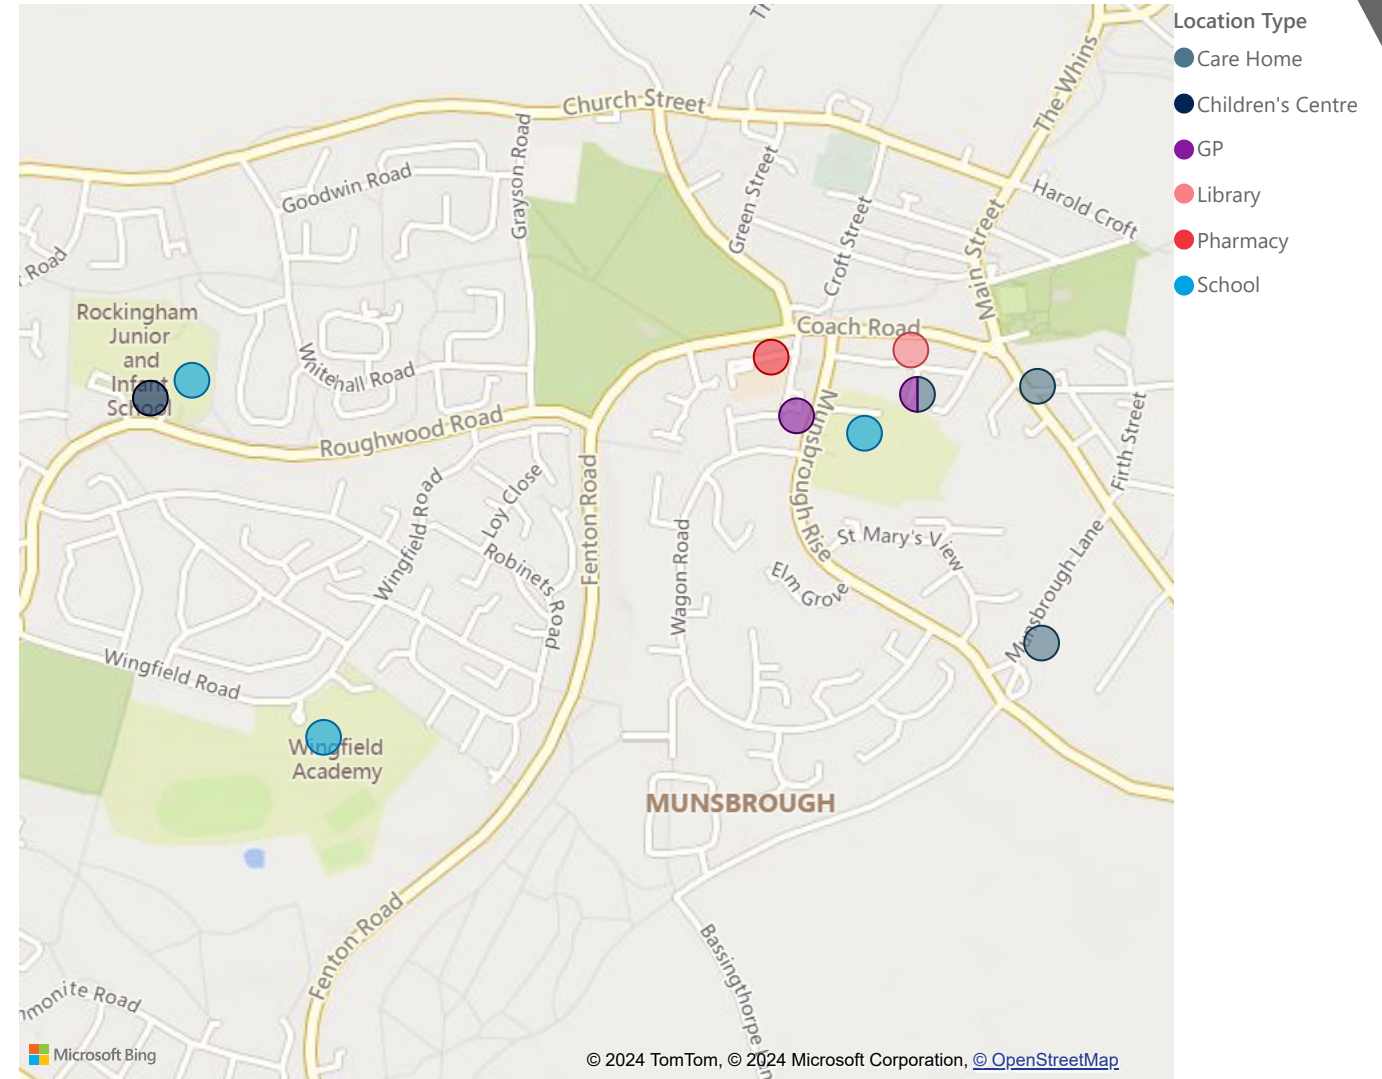 Location Type
Care Home
Children's Centre
GP
Library
Pharmacy
School
The Whins
Church Street
Grayson Road
Goodwin Road
Green Street
Harold Croft
Croft Street
Main Street
Road
Rockingham
Junior
and
Infant
School
Coach Road
Whitehall Road
Munsbrough Rise
Roughwood Road
Firth Street
Wingfield Road
Loy Close
Fenton Road
Robinets Road
Wagon Road
St Mary's View
Elm Grove
Munsbrough Lane
Wingfield Road
Wingfield
Academy
MUNSBROUGH
Fenton Road
Bassingthorpe
monite Road
Microsoft Bing
© 2024 TomTom, © 2024 Microsoft Corporation, © OpenStreetMap